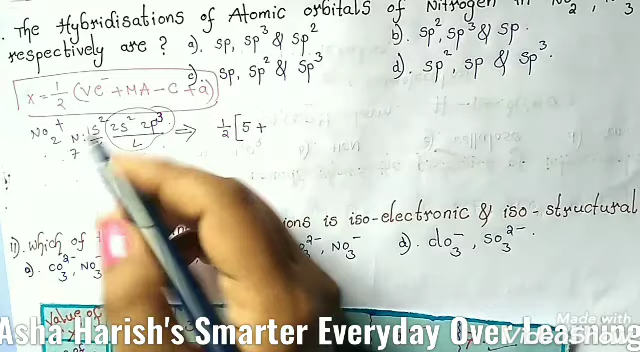 . The Hybridisations of Atomic orbitals of Nitrogen in NO₂ , 3
respectively are ? a). sp, sp³ & sp² b). sp², sp³ & sp.
c). sp, sp² & sp³ d). sp², sp & sp³.
x = 1/2 (Ve⁻ + MA - C + a)
NO₂⁺ N: 1s² 2s² 2p³ ⇒ 1/2 [5 +
7 L
ii). Which of ions is iso-electronic & iso-structural
a). CO₃²⁻, NO₃⁻ ₃²⁻, NO₃⁻ d). ClO₃⁻, SO₃²⁻.
Value of
Made with
Asha Harish's Smarter Everyday Over Learning